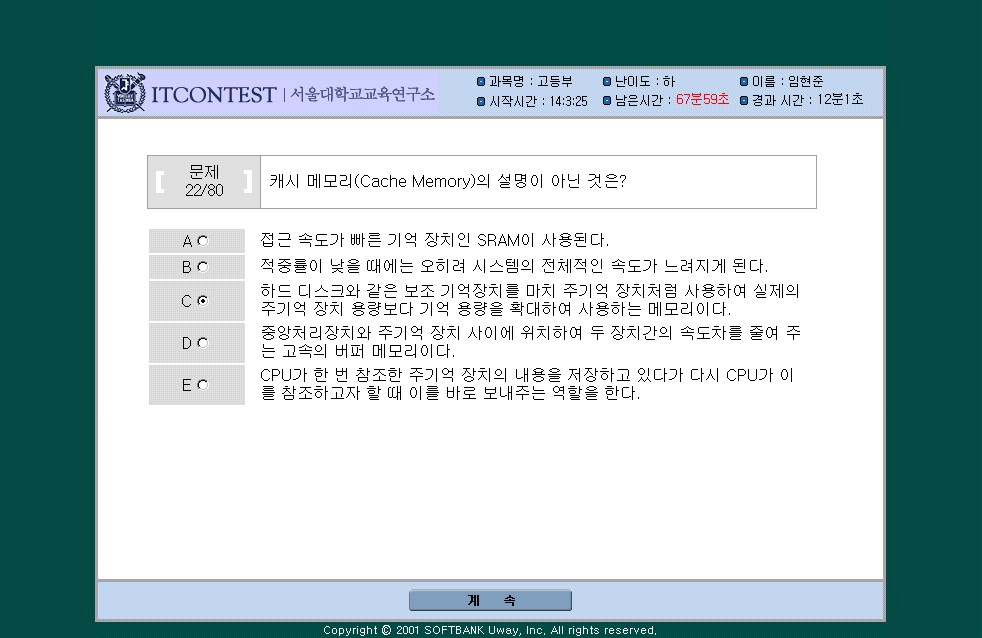 ITCONTEST | 서울대학교교육연구소
과목명 : 고등부 난이도 : 하 이름 : 임현준
시작시간 : 14:3:25 남은시간 : 67분59초 경과 시간 : 12분1초
[ 문제 22/80 ] 캐시 메모리(Cache Memory)의 설명이 아닌 것은?
A 접근 속도가 빠른 기억 장치인 SRAM이 사용된다.
B 적중률이 낮을 때에는 오히려 시스템의 전체적인 속도가 느려지게 된다.
C 하드 디스크와 같은 보조 기억장치를 마치 주기억 장치처럼 사용하여 실제의
주기억 장치 용량보다 기억 용량을 확대하여 사용하는 메모리이다.
D 중앙처리장치와 주기억 장치 사이에 위치하여 두 장치간의 속도차를 줄여 주
는 고속의 버퍼 메모리이다.
E CPU가 한 번 참조한 주기억 장치의 내용을 저장하고 있다가 다시 CPU가 이
를 참조하고자 할 때 이를 바로 보내주는 역할을 한다.
계 속
Copyright © 2001 SOFTBANK Uway, Inc, All rights reserved,